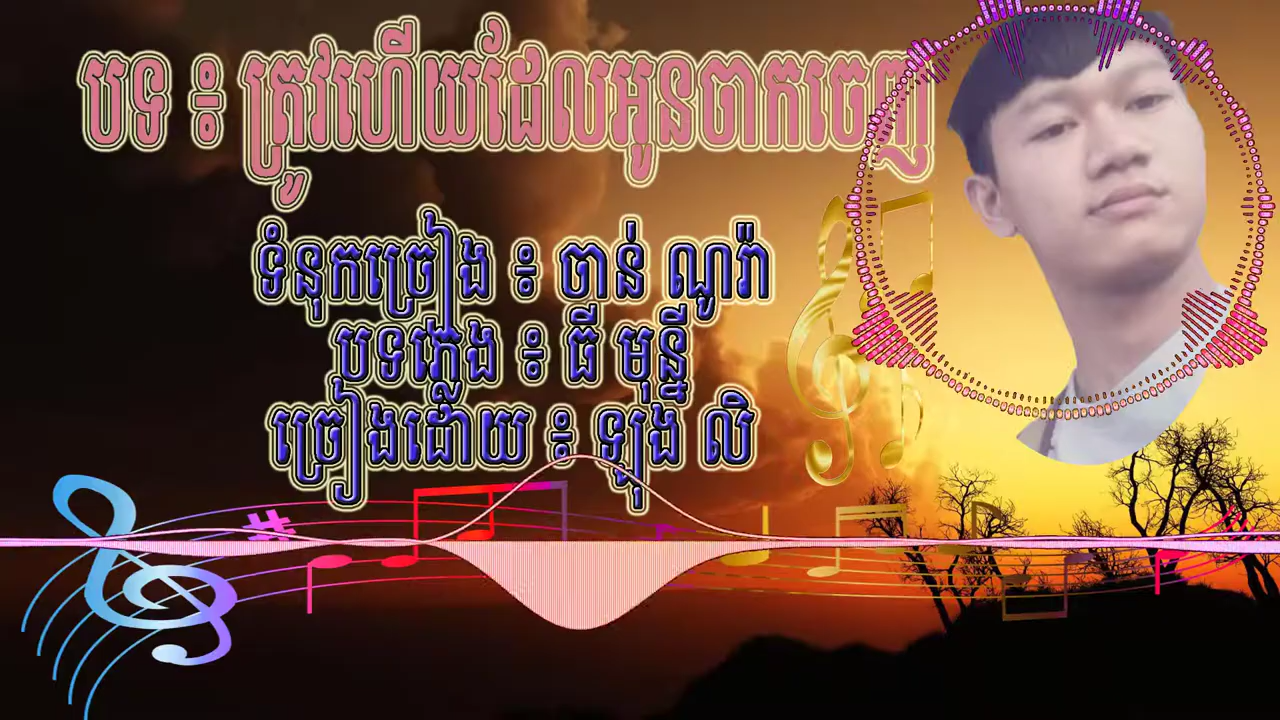 បទ ៖ ត្រូវហើយដែលអូនចាកចេញ
ទំនុកច្រៀង ៖ ចាន់ ណូរ៉ា
បទភ្លេង ៖ ធី មុន្នី
ច្រៀងដោយ ៖ ឡុង លិ